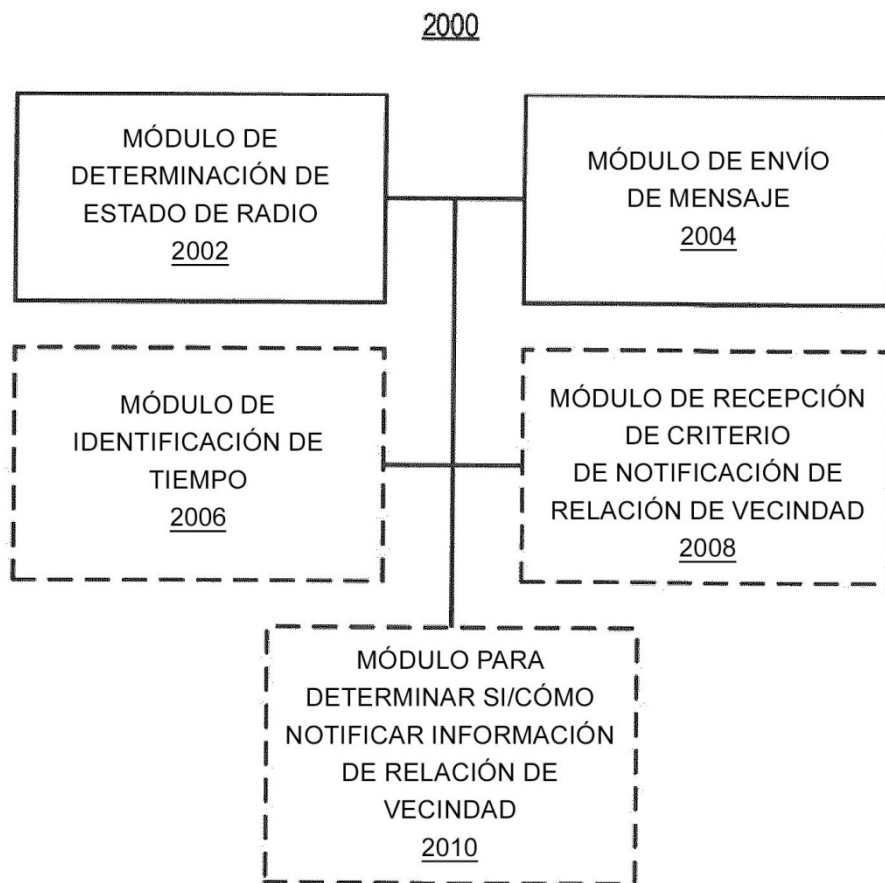 2000
MÓDULO DE
DETERMINACIÓN DE
ESTADO DE RADIO
2002
MÓDULO DE ENVÍO
DE MENSAJE
2004
MÓDULO DE
IDENTIFICACIÓN DE
TIEMPO
2006
MÓDULO DE RECEPCIÓN
DE CRITERIO
DE NOTIFICACIÓN DE
RELACIÓN DE VECINDAD
2008
MÓDULO PARA
DETERMINAR SI/CÓMO
NOTIFICAR INFORMACIÓN
DE RELACIÓN DE
VECINDAD
2010